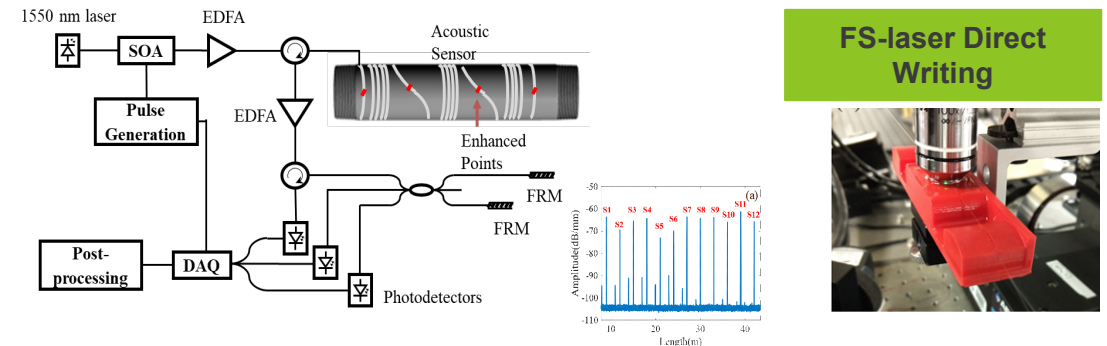 1550 nm laser
EDFA
SOA
Acoustic
Sensor
Pulse
Generation
EDFA
Enhanced
Points
FRM
FRM
Post-
processing
DAQ
Photodetectors
(a)
Amplitude(dB/mm)
-50
-60
-70
-80
-90
-100
-110
S1
S2
S3
S4
S5
S6
S7
S8
S9
S10
S11
S12
10
20
30
40
Length(m)
FS-laser Direct
Writing